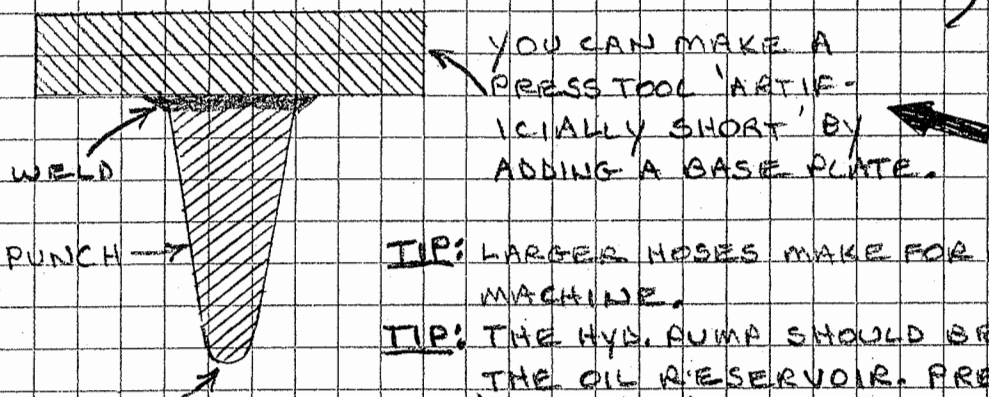 YOU CAN MAKE A
PRESS TOOL 'ARTIF-
ICIALLY SHORT' BY
ADDING A BASE PLATE.
WELD
PUNCH
TIP: LARGER HOSES MAKE FOR
MACHINE.
TIP: THE HYD. PUMP SHOULD BE
THE OIL RESERVOIR. PRE